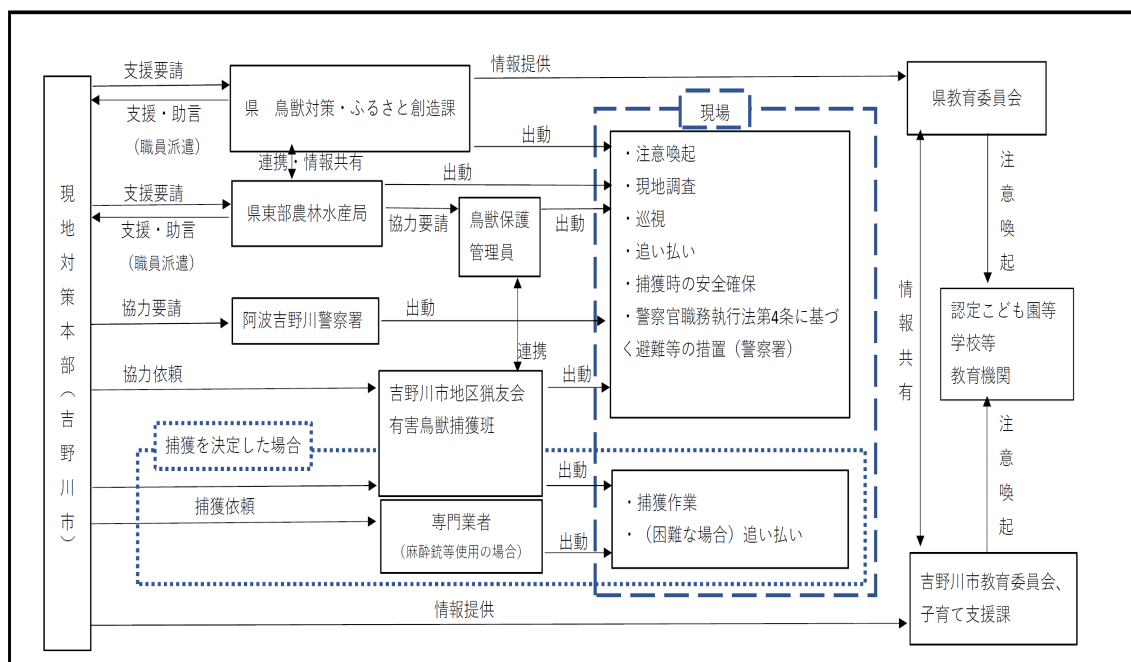 現地対策本部（吉野川市）
支援要請
支援・助言
（職員派遣）
県　鳥獣対策・ふるさと創造課
情報提供
県教育委員会
出動
連携・情報共有
支援要請
支援・助言
（職員派遣）
県東部農林水産局
出動
協力要請
鳥獣保護
管理員
出動
現場
・注意喚起
・現地調査
・巡視
・追い払い
・捕獲時の安全確保
・警察官職務執行法第4条に基づ
く避難等の措置（警察署）
協力要請
阿波吉野川警察署
出動
連携
協力依頼
吉野川市地区猟友会
有害鳥獣捕獲班
出動
捕獲を決定した場合
出動
捕獲依頼
専門業者
（麻酔銃等使用の場合）
出動
・捕獲作業
・（困難な場合）追い払い
情報提供
情報共有
注意喚起
認定こども園等
学校等
教育機関
注意喚起
吉野川市教育委員会、
子育て支援課